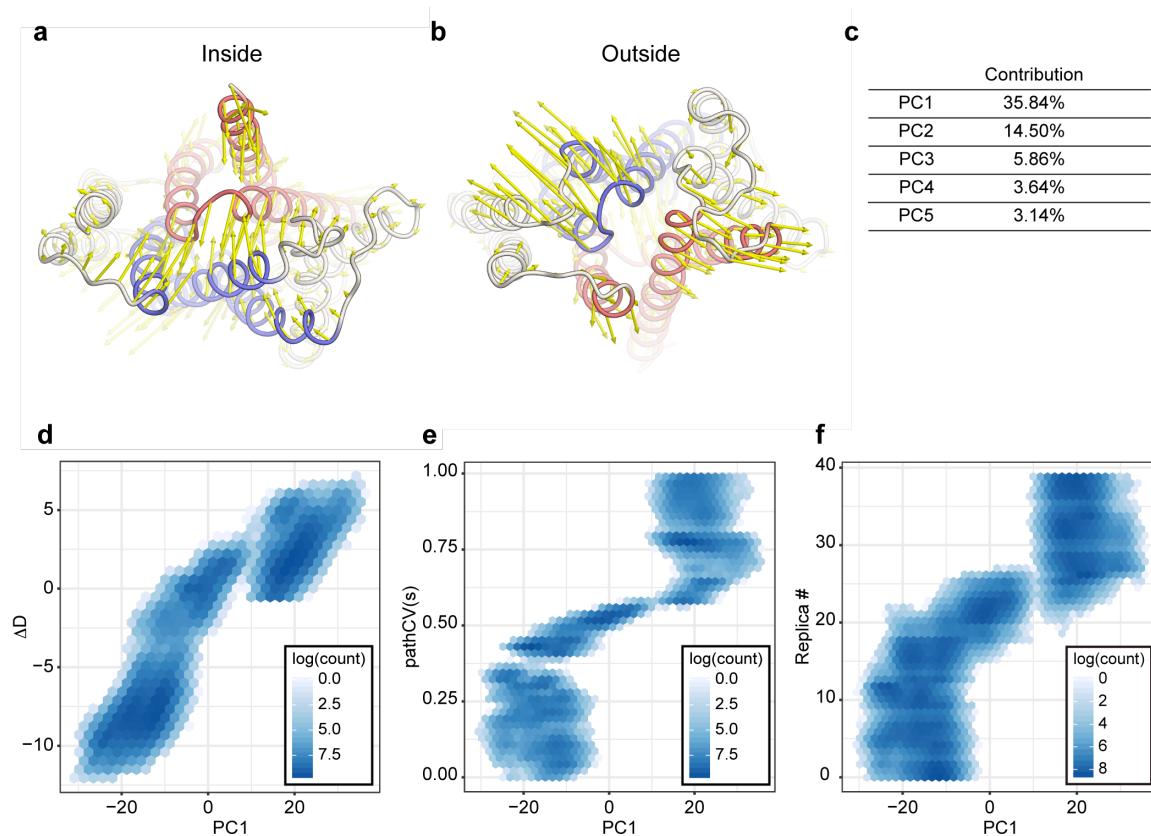 a
Inside
b
Outside
c
Contribution
PC1 35.84%
PC2 14.50%
PC3 5.86%
PC4 3.64%
PC5 3.14%
d
5
0
−5
−10
ΔD
−20 0 20
PC1
log(count)
0.0
2.5
5.0
7.5
e
1.00
0.75
0.50
0.25
0.00
pathCV(s)
−20 0 20
PC1
log(count)
0.0
2.5
5.0
7.5
f
40
30
20
10
0
Replica #
−20 0 20
PC1
log(count)
0
2
4
6
8